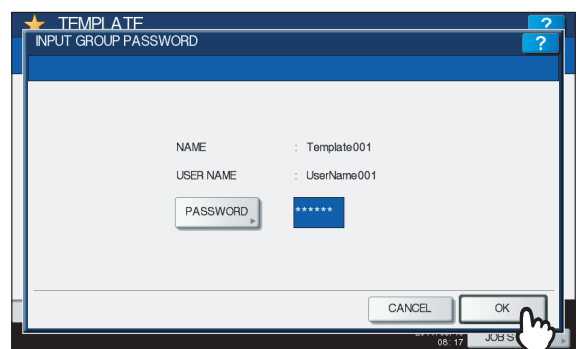 TEMPLATE ?
INPUT GROUP PASSWORD ?
NAME : Template001
USER NAME : UserName001
PASSWORD ******
CANCEL OK
08:17